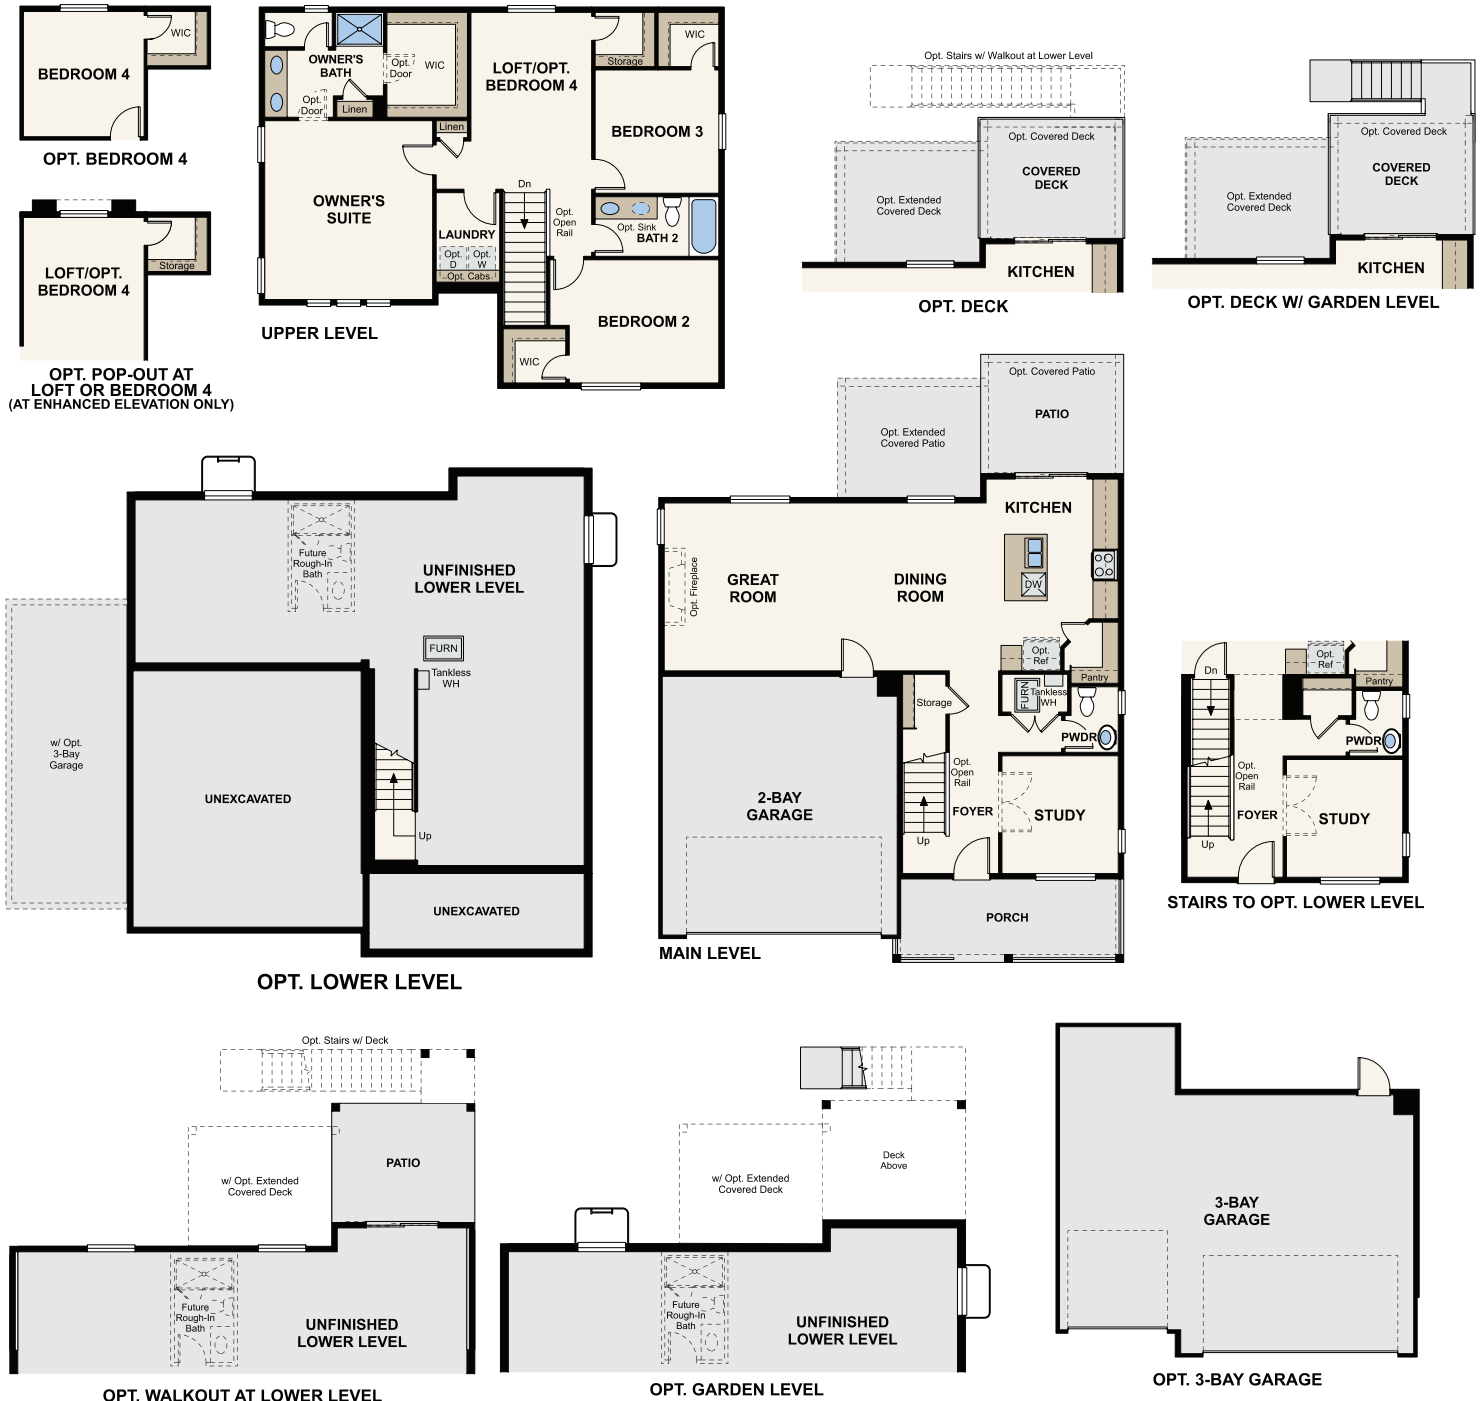 BEDROOM 4
WIC
OPT. BEDROOM 4
LOFT/OPT.
BEDROOM 4
Storage
OPT. POP-OUT AT
LOFT OR BEDROOM 4
(AT ENHANCED ELEVATION ONLY)
OWNER'S
BATH
Opt.
Door
WIC
Opt.
Door
Linen
Linen
LOFT/OPT.
BEDROOM 4
Storage
WIC
BEDROOM 3
OWNER'S
SUITE
Dn
Opt.
Open
Rail
LAUNDRY
Opt.
D
Opt.
W
Opt. Cabs
Opt. Sink
BATH 2
BEDROOM 2
WIC
UPPER LEVEL
Opt. Stairs w/ Walkout at Lower Level
Opt. Covered Deck
COVERED
DECK
Opt. Extended
Covered Deck
KITCHEN
OPT. DECK
Opt. Covered Deck
COVERED
DECK
Opt. Extended
Covered Deck
KITCHEN
OPT. DECK W/ GARDEN LEVEL
Future
Rough-In
Bath
UNFINISHED
LOWER LEVEL
FURN
Tankless
WH
w/ Opt.
3-Bay
Garage
UNEXCAVATED
Up
UNEXCAVATED
OPT. LOWER LEVEL
Opt. Covered Patio
PATIO
Opt. Extended
Covered Patio
KITCHEN
Opt. Fireplace
GREAT
ROOM
DINING
ROOM
DW
Opt.
Ref
Pantry
Storage
FURN
Tankless
WH
PWDR
2-BAY
GARAGE
Opt.
Open
Rail
FOYER
STUDY
Up
PORCH
MAIN LEVEL
Dn
Opt.
Ref
Pantry
PWDR
Opt.
Open
Rail
FOYER
STUDY
Up
STAIRS TO OPT. LOWER LEVEL
Opt. Stairs w/ Deck
PATIO
w/ Opt. Extended
Covered Deck
Future
Rough-In
Bath
UNFINISHED
LOWER LEVEL
OPT. WALKOUT AT LOWER LEVEL
Deck
Above
w/ Opt. Extended
Covered Deck
Future
Rough-In
Bath
UNFINISHED
LOWER LEVEL
OPT. GARDEN LEVEL
3-BAY
GARAGE
OPT. 3-BAY GARAGE